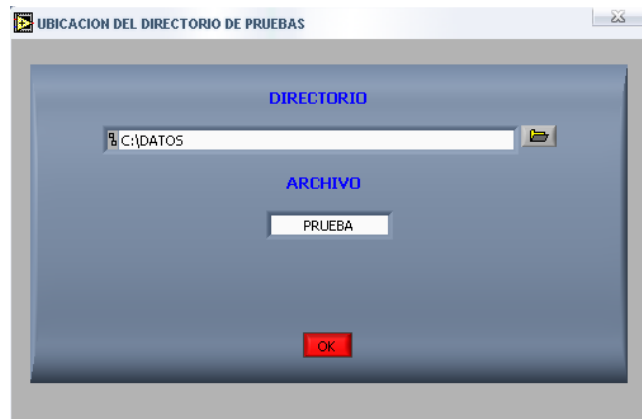 UBICACION DEL DIRECTORIO DE PRUEBAS
DIRECTORIO
C:\DATOS
ARCHIVO
PRUEBA
OK